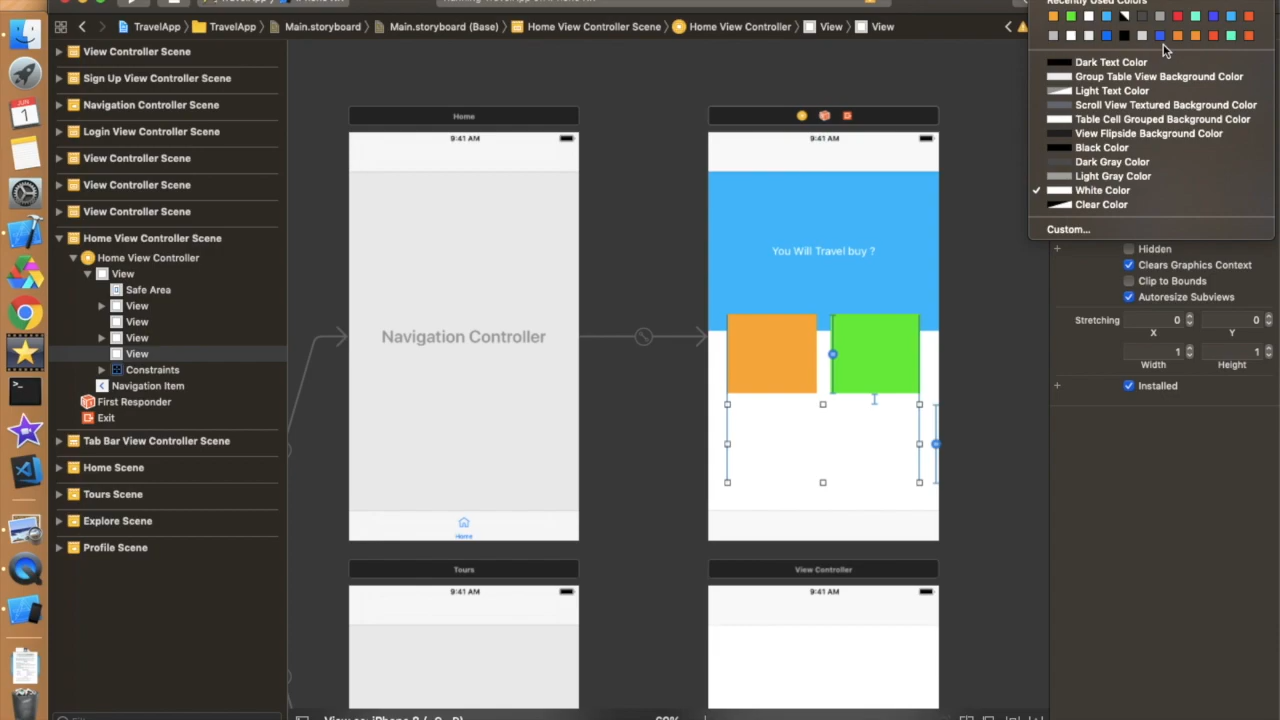 Recently Used Colors
TravelApp
TravelApp
Main.storyboard
Main.storyboard (Base)
Home View Controller Scene
Home View Controller
View
View
View Controller Scene
Sign Up View Controller Scene
Navigation Controller Scene
Login View Controller Scene
View Controller Scene
View Controller Scene
View Controller Scene
Home View Controller Scene
Home View Controller
View
Safe Area
View
View
View
View
Constraints
Navigation Item
First Responder
Exit
Tab Bar View Controller Scene
Home Scene
Tours Scene
Explore Scene
Profile Scene
JUN
1
Home
9:41 AM
Navigation Controller
Home
9:41 AM
You Will Travel buy ?
Tours
9:41 AM
View Controller
9:41 AM
Dark Text Color
Group Table View Background Color
Light Text Color
Scroll View Textured Background Color
Table Cell Grouped Background Color
View Flipside Background Color
Black Color
Dark Gray Color
Light Gray Color
White Color
Clear Color
Custom...
Hidden
Clears Graphics Context
Clip to Bounds
Autoresize Subviews
Stretching 0 0
X Y
1 1
Width Height
Installed